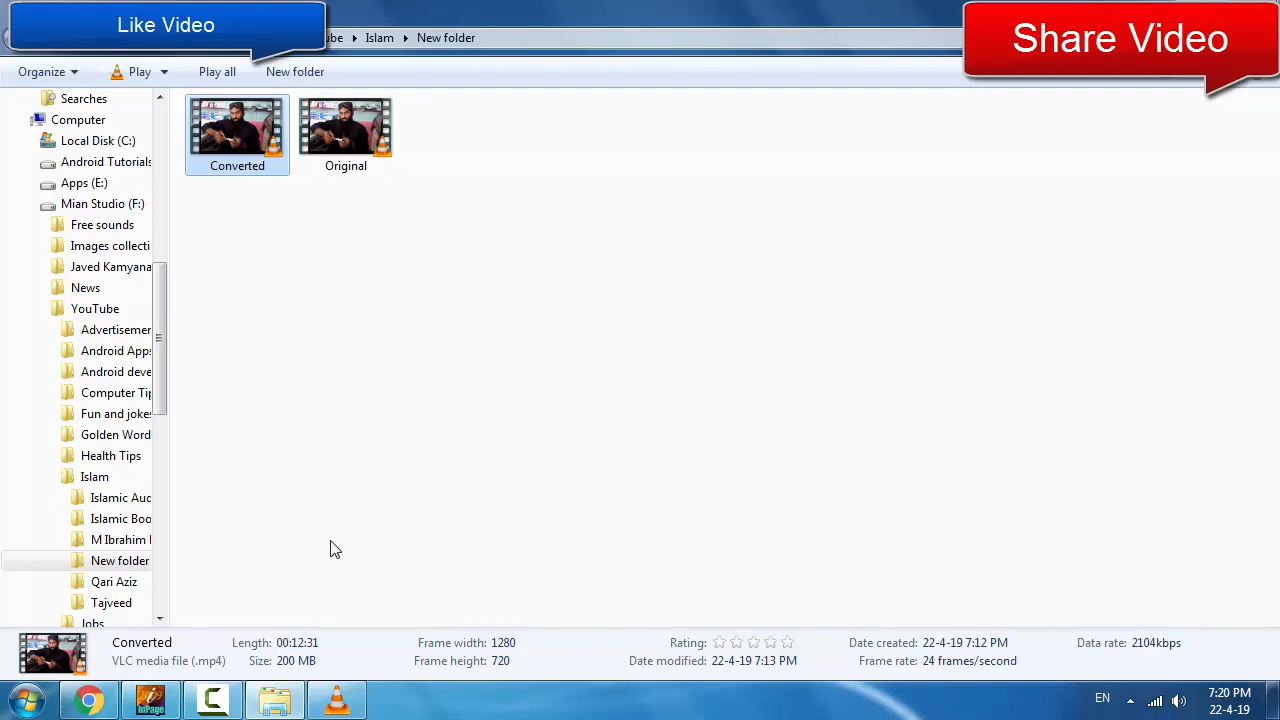 Like Video
Share Video
ube ▸ Islam ▸ New folder
Organize Play Play all New folder
Searches
Computer
Local Disk (C:)
Android Tutorials
Apps (E:)
Mian Studio (F:)
Free sounds
Images collecti
Javed Kamyana
News
YouTube
Advertisemer
Android Apps
Android deve
Computer Tip
Fun and jokes
Golden Word
Health Tips
Islam
Islamic Aud
Islamic Boo
M Ibrahim
New folder
Qari Aziz
Tajveed
Jobs
Converted
Original
Converted Length: 00:12:31 Frame width: 1280 Rating: Date created: 22-4-19 7:12 PM Data rate: 2104kbps
VLC media file (.mp4) Size: 200 MB Frame height: 720 Date modified: 22-4-19 7:13 PM Frame rate: 24 frames/second
2009
InPage
C
EN
7:20 PM
22-4-19